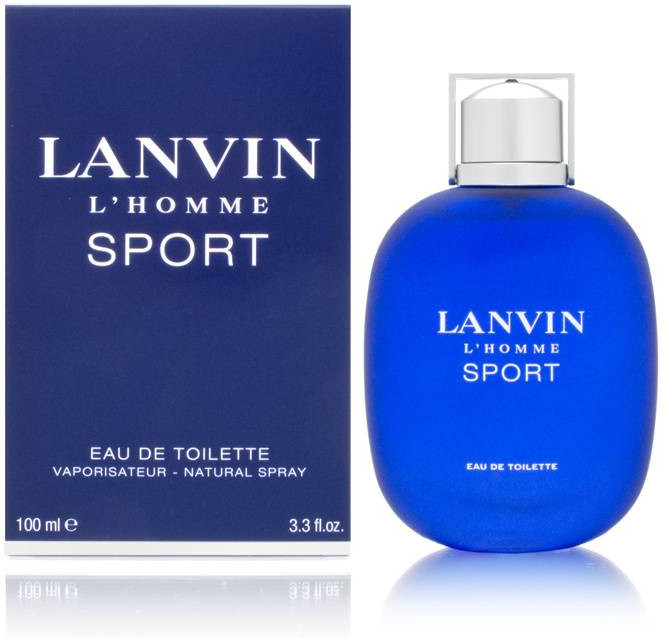 LANVIN
L'HOMME
SPORT
EAU DE TOILETTE
VAPORISATEUR - NATURAL SPRAY
100 ml ℮ 3.3 fl.oz.
LANVIN
L'HOMME
SPORT
EAU DE TOILETTE